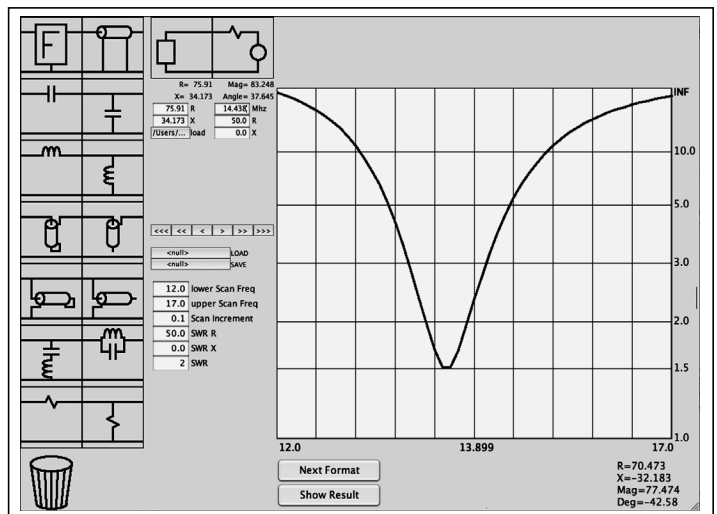 F
R= 75.91 Mag= 83.248
X= 34.173 Angle= 37.645
75.91 R 14.438 Mhz
34.173 X 50.0 R
/Users/... load 0.0 X
<<< << < > >> >>>
<null> LOAD
<null> SAVE
12.0 lower Scan Freq
17.0 upper Scan Freq
0.1 Scan Increment
50.0 SWR R
0.0 SWR X
2 SWR
INF
10.0
5.0
3.0
2.0
1.5
1.0
12.0 13.899 17.0
Next Format
Show Result
R=70.473
X=-32.183
Mag=77.474
Deg=-42.58